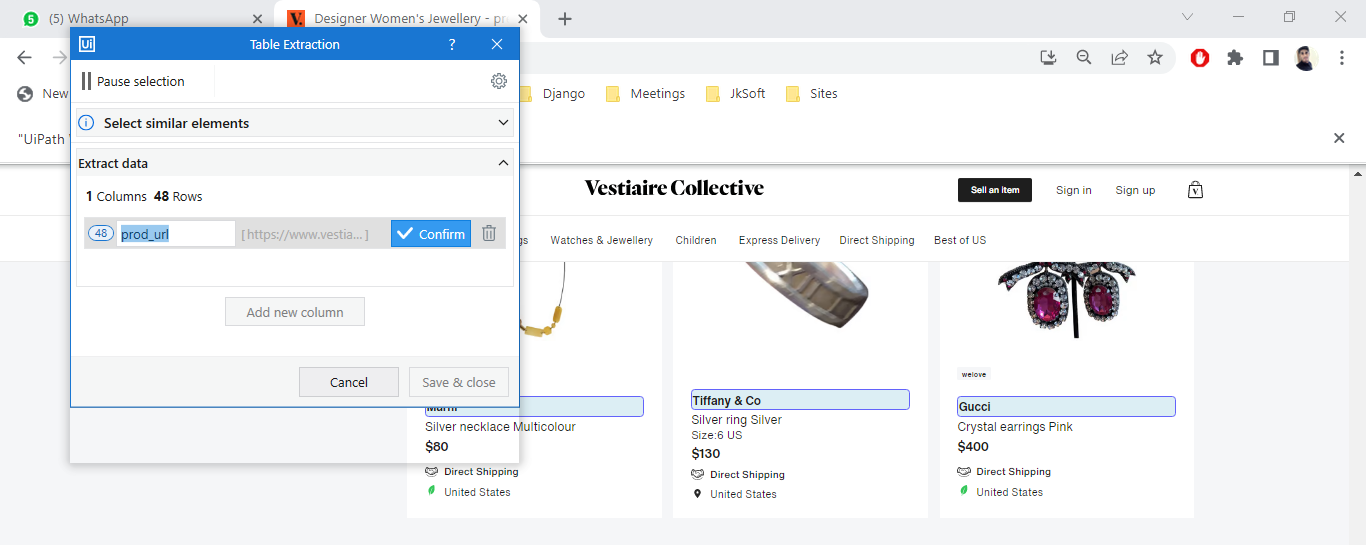 5 (5) WhatsApp
V. Designer Women's Jewellery - pr
Ui Table Extraction ?
Pause selection
New
Django Meetings JkSoft Sites
Select similar elements
"UiPath
Extract data
1 Columns 48 Rows
48 prod_url [https://www.vestia... ] Confirm
Add new column
Cancel Save & close
Vestiaire Collective Sell an item Sign in Sign up V
gs Watches & Jewellery Children Express Delivery Direct Shipping Best of US
Marni
Silver necklace Multicolour
$80
Direct Shipping
United States
Tiffany & Co
Silver ring Silver
Size:6 US
$130
Direct Shipping
United States
welove
Gucci
Crystal earrings Pink
$400
Direct Shipping
United States